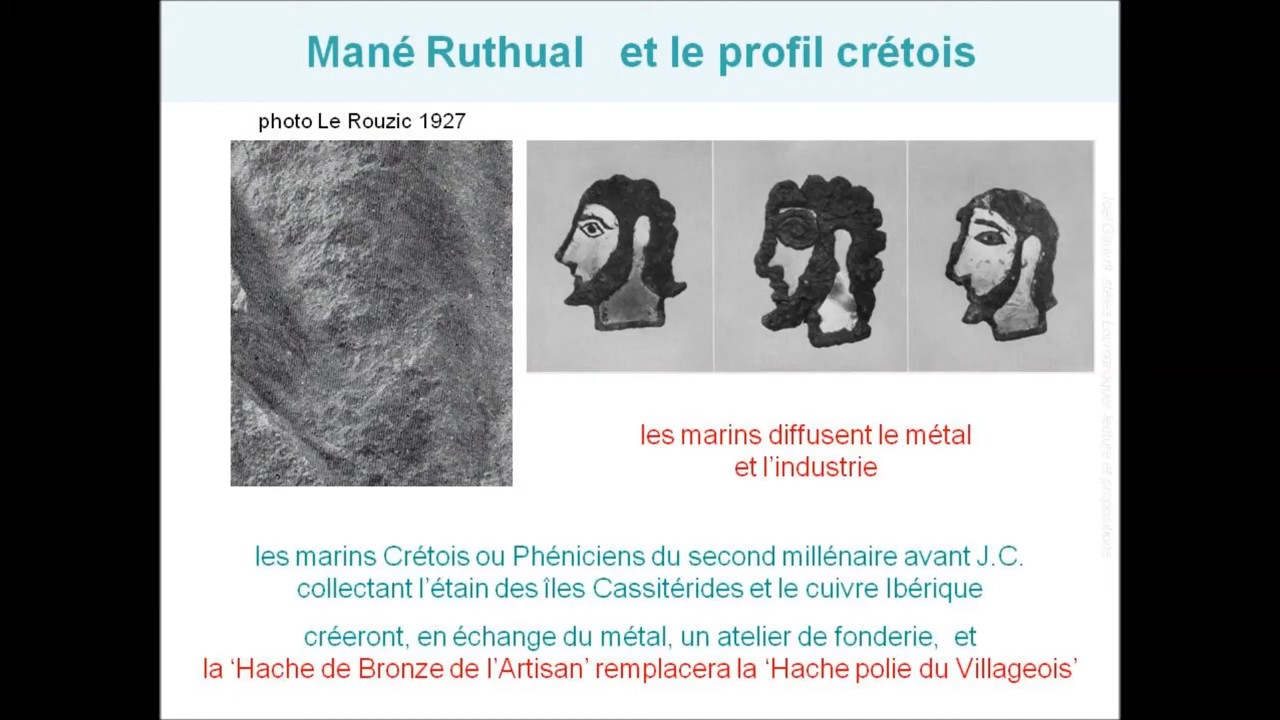 Mané Ruthual et le profil crétois
photo Le Rouzic 1927
les marins diffusent le métal
et l'industrie
les marins Crétois ou Phéniciens du second millénaire avant J.C.
collectant l'étain des îles Cassitérides et le cuivre Ibérique
créeront, en échange du métal, un atelier de fonderie, et
la 'Hache de Bronze de l'Artisan' remplacera la 'Hache polie du Villageois'
lecture et propositions